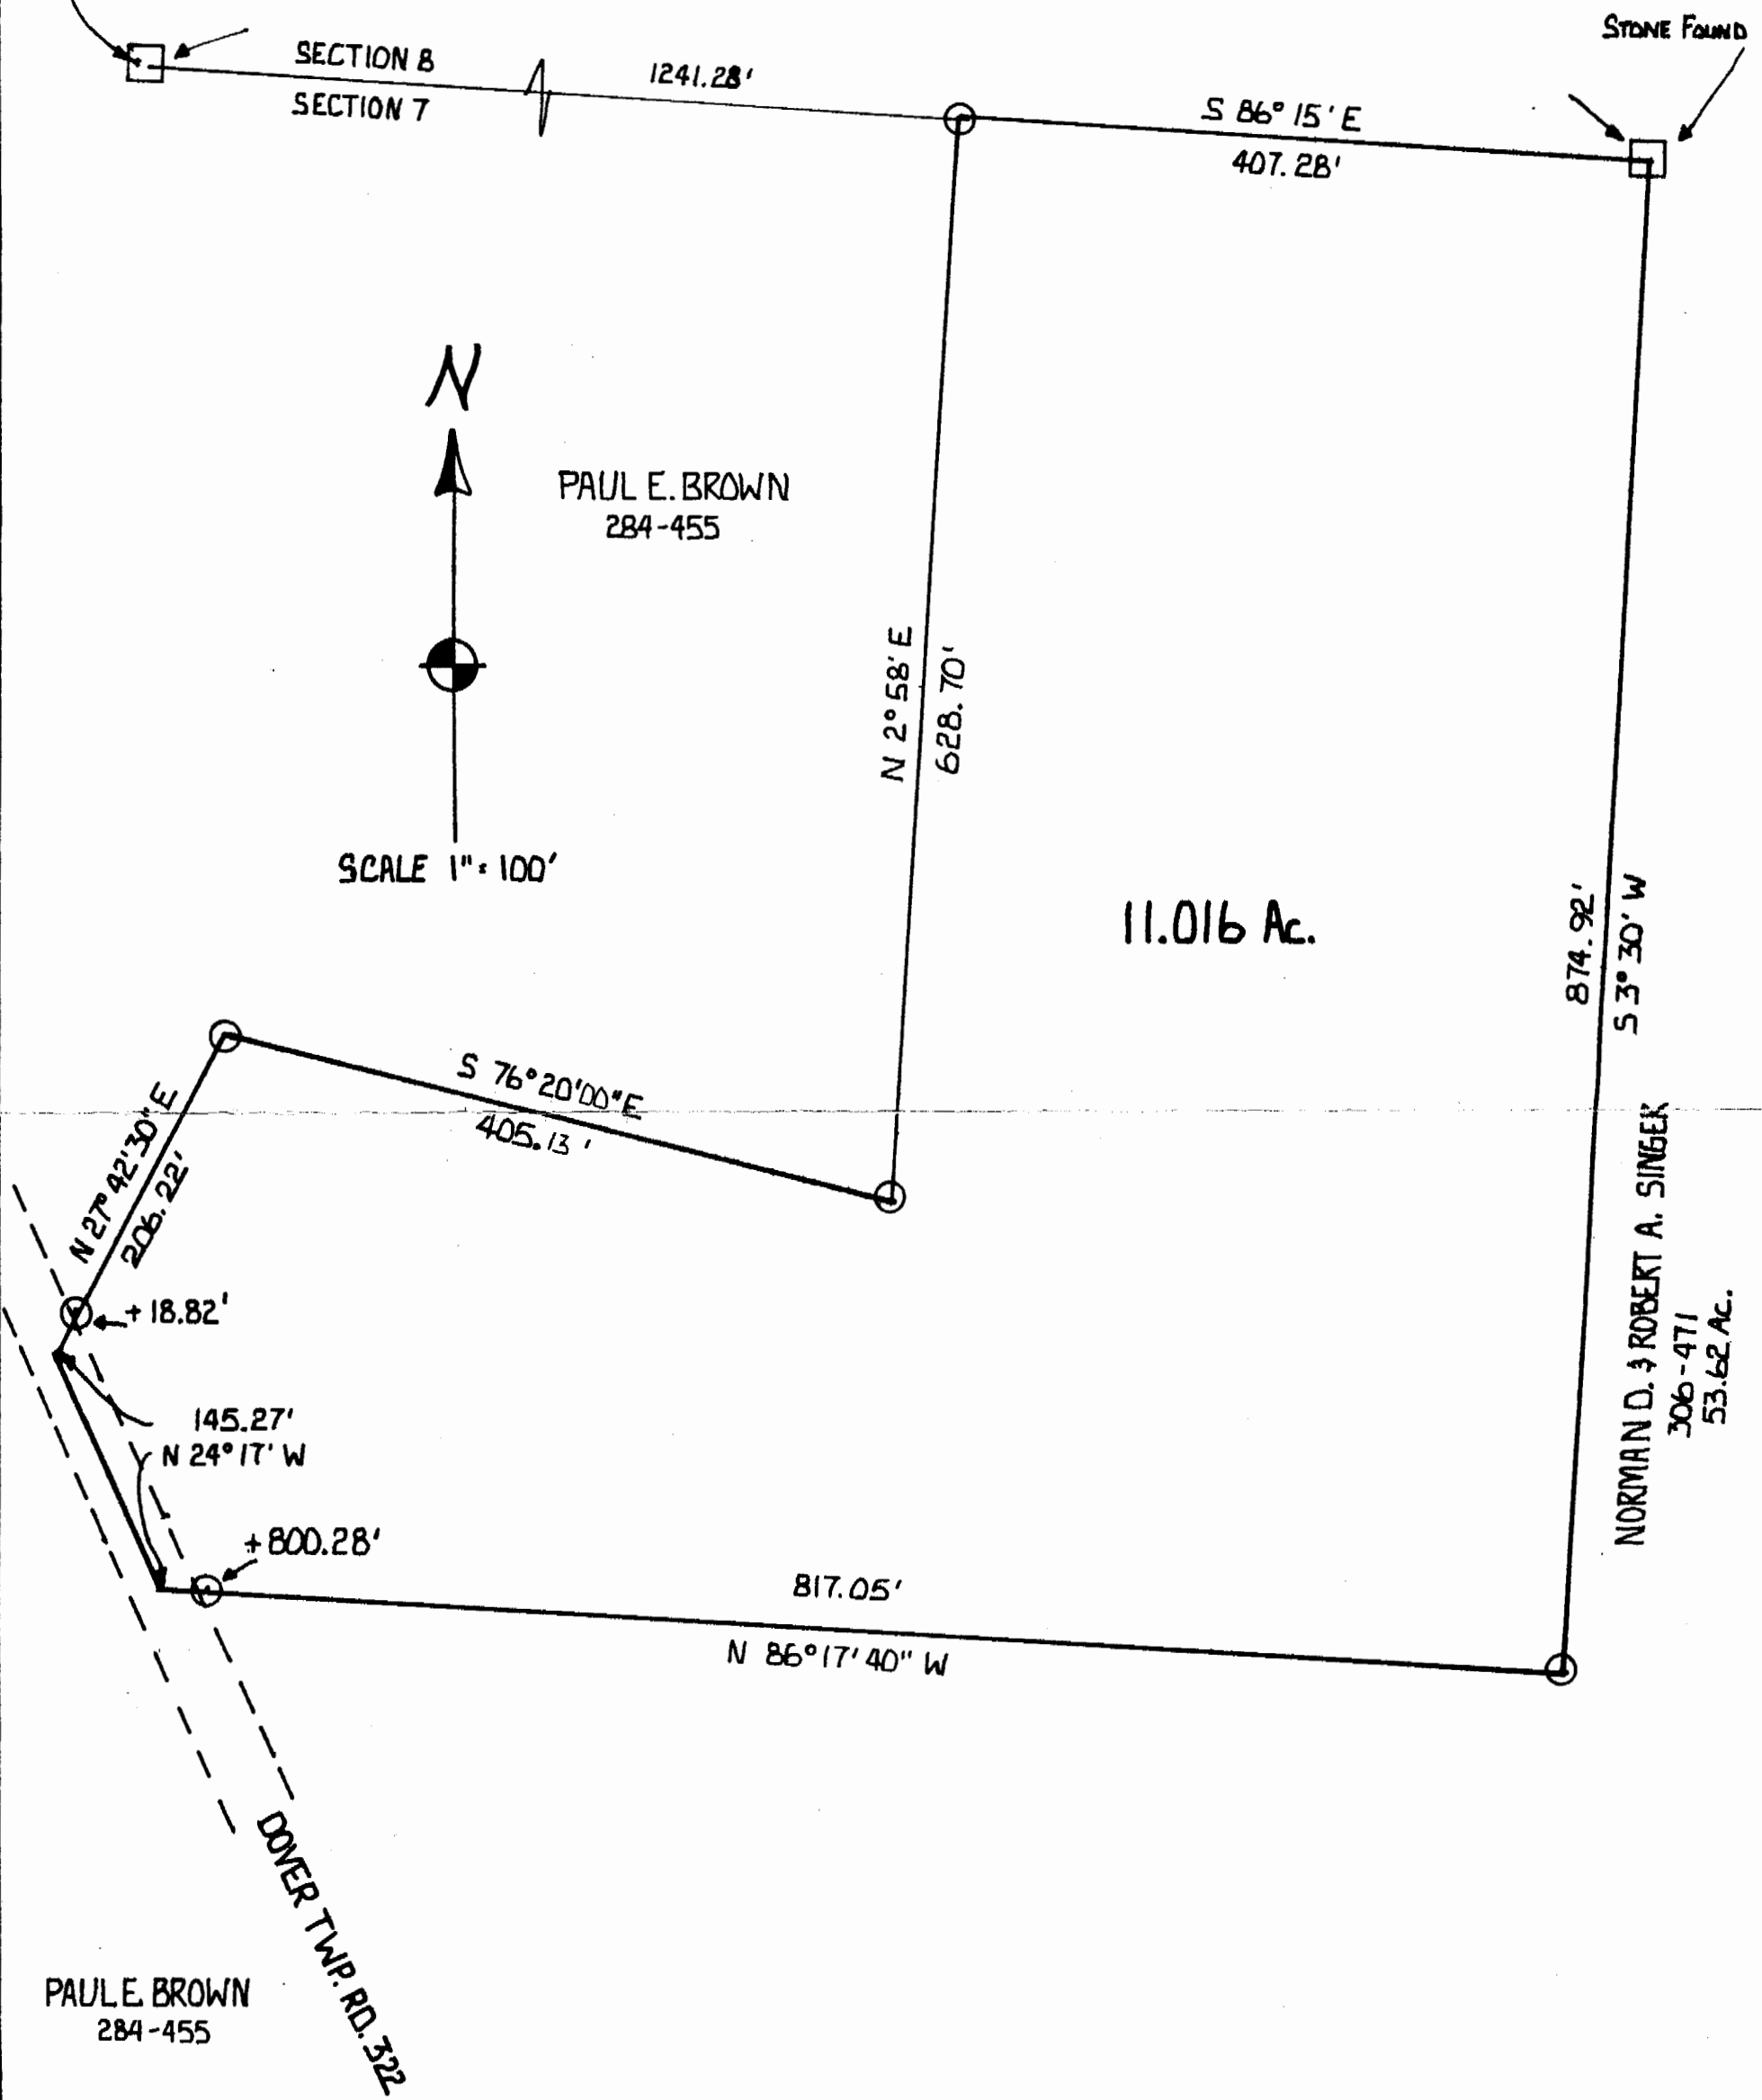 STONE FOUND
SECTION 8
1241.28'
SECTION 7
S 86° 15' E
407.28'
N
PAUL E. BROWN
284-455
N 2° 58' E
628.70'
SCALE 1" = 100'
11.016 Ac.
874.92'
S 3° 30' W
S 76° 20' 00" E
405.13'
N 27° 42' 30" E
206.22'
+18.82'
145.27'
N 24° 17' W
+800.28'
817.05'
N 86° 17' 40" W
NORMAN D. & ROBERT A. SINGER
306-471
53.62 AC.
DOVER TWP. RD. 322
PAUL E. BROWN
284-455